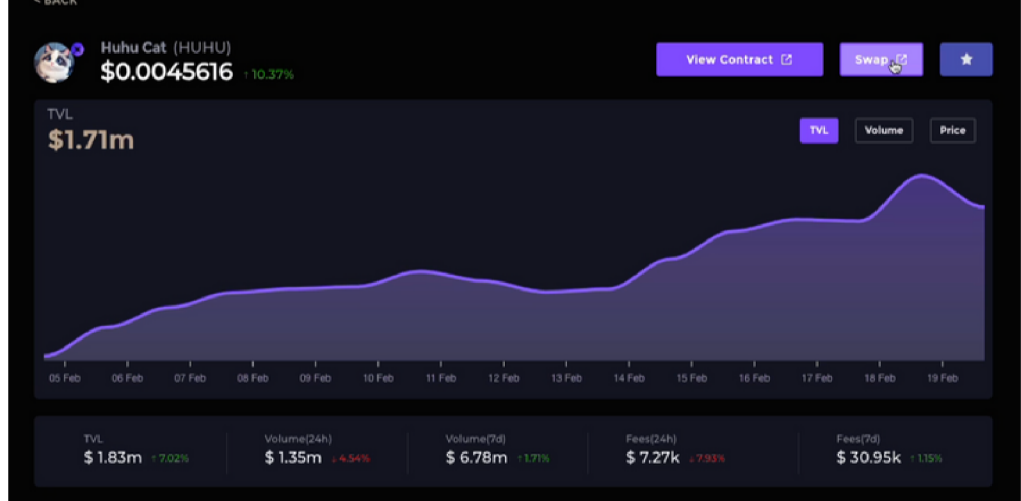 < BACK
Huhu Cat (HUHU)
$0.0045616 ↑ 10.37%
View Contract
Swap
TVL
$1.71m
TVL Volume Price
05 Feb 06 Feb 07 Feb 08 Feb 09 Feb 10 Feb 11 Feb 12 Feb 13 Feb 14 Feb 15 Feb 16 Feb 17 Feb 18 Feb 19 Feb
TVL
$ 1.83m ↑ 7.02%
Volume(24h)
$ 1.35m ↓ 4.54%
Volume(7d)
$ 6.78m ↑ 1.71%
Fees(24h)
$ 7.27k ↓ 7.93%
Fees(7d)
$ 30.95k ↑ 1.15%